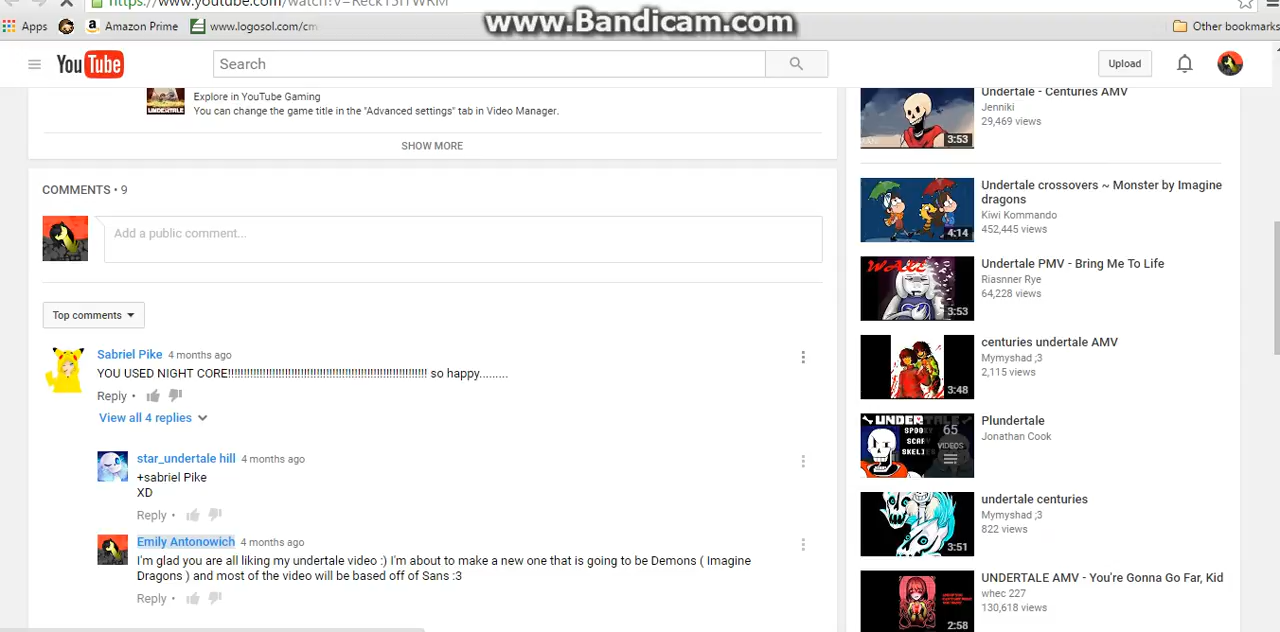 https://www.youtube.com/watch?v=Reck15IYWRM
www.Bandicam.com
Apps
Amazon Prime
www.logosol.com/cm
Other bookmarks
YouTube
Search
Upload
Explore in YouTube Gaming
You can change the game title in the "Advanced settings" tab in Video Manager.
SHOW MORE
COMMENTS • 9
Add a public comment...
Top comments
Sabriel Pike 4 months ago
so happy.........
Reply •
View all 4 replies
star_undertale hill 4 months ago
+sabriel Pike
XD
Reply •
Emily Antonowich 4 months ago
I'm glad you are all liking my undertale video :) I'm about to make a new one that is going to be Demons ( Imagine
Dragons ) and most of the video will be based off of Sans :3
Reply •
Undertale - Centuries AMV
Jenniki
29,469 views
3:53
Undertale crossovers ~ Monster by Imagine
dragons
Kiwi Kommando
452,445 views
4:14
Undertale PMV - Bring Me To Life
Riasnner Rye
64,228 views
3:53
centuries undertale AMV
Mymyshad ;3
2,115 views
3:48
Plundertale
Jonathan Cook
65
VIDEOS
undertale centuries
Mymyshad ;3
822 views
3:51
UNDERTALE AMV - You're Gonna Go Far, Kid
whec 227
130,618 views
2:58